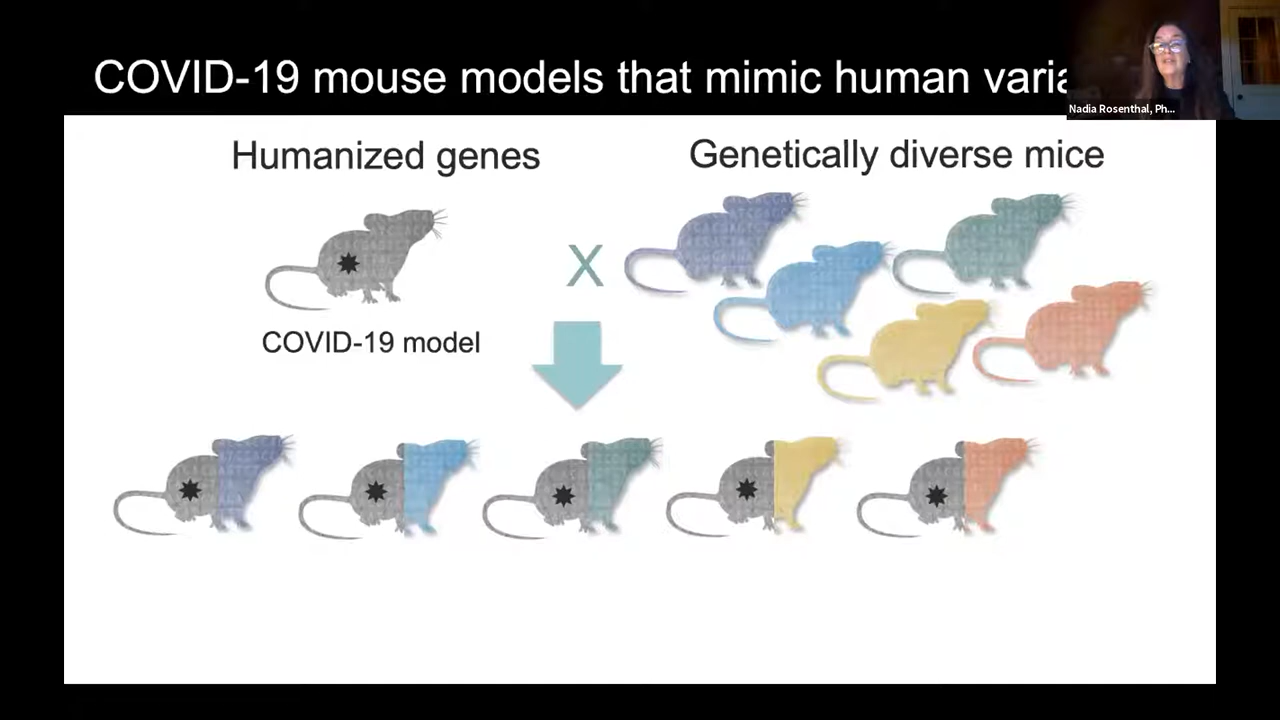 COVID-19 mouse models that mimic human varia
Nadia Rosenthal, Ph...
Humanized genes
Genetically diverse mice
X
COVID-19 model